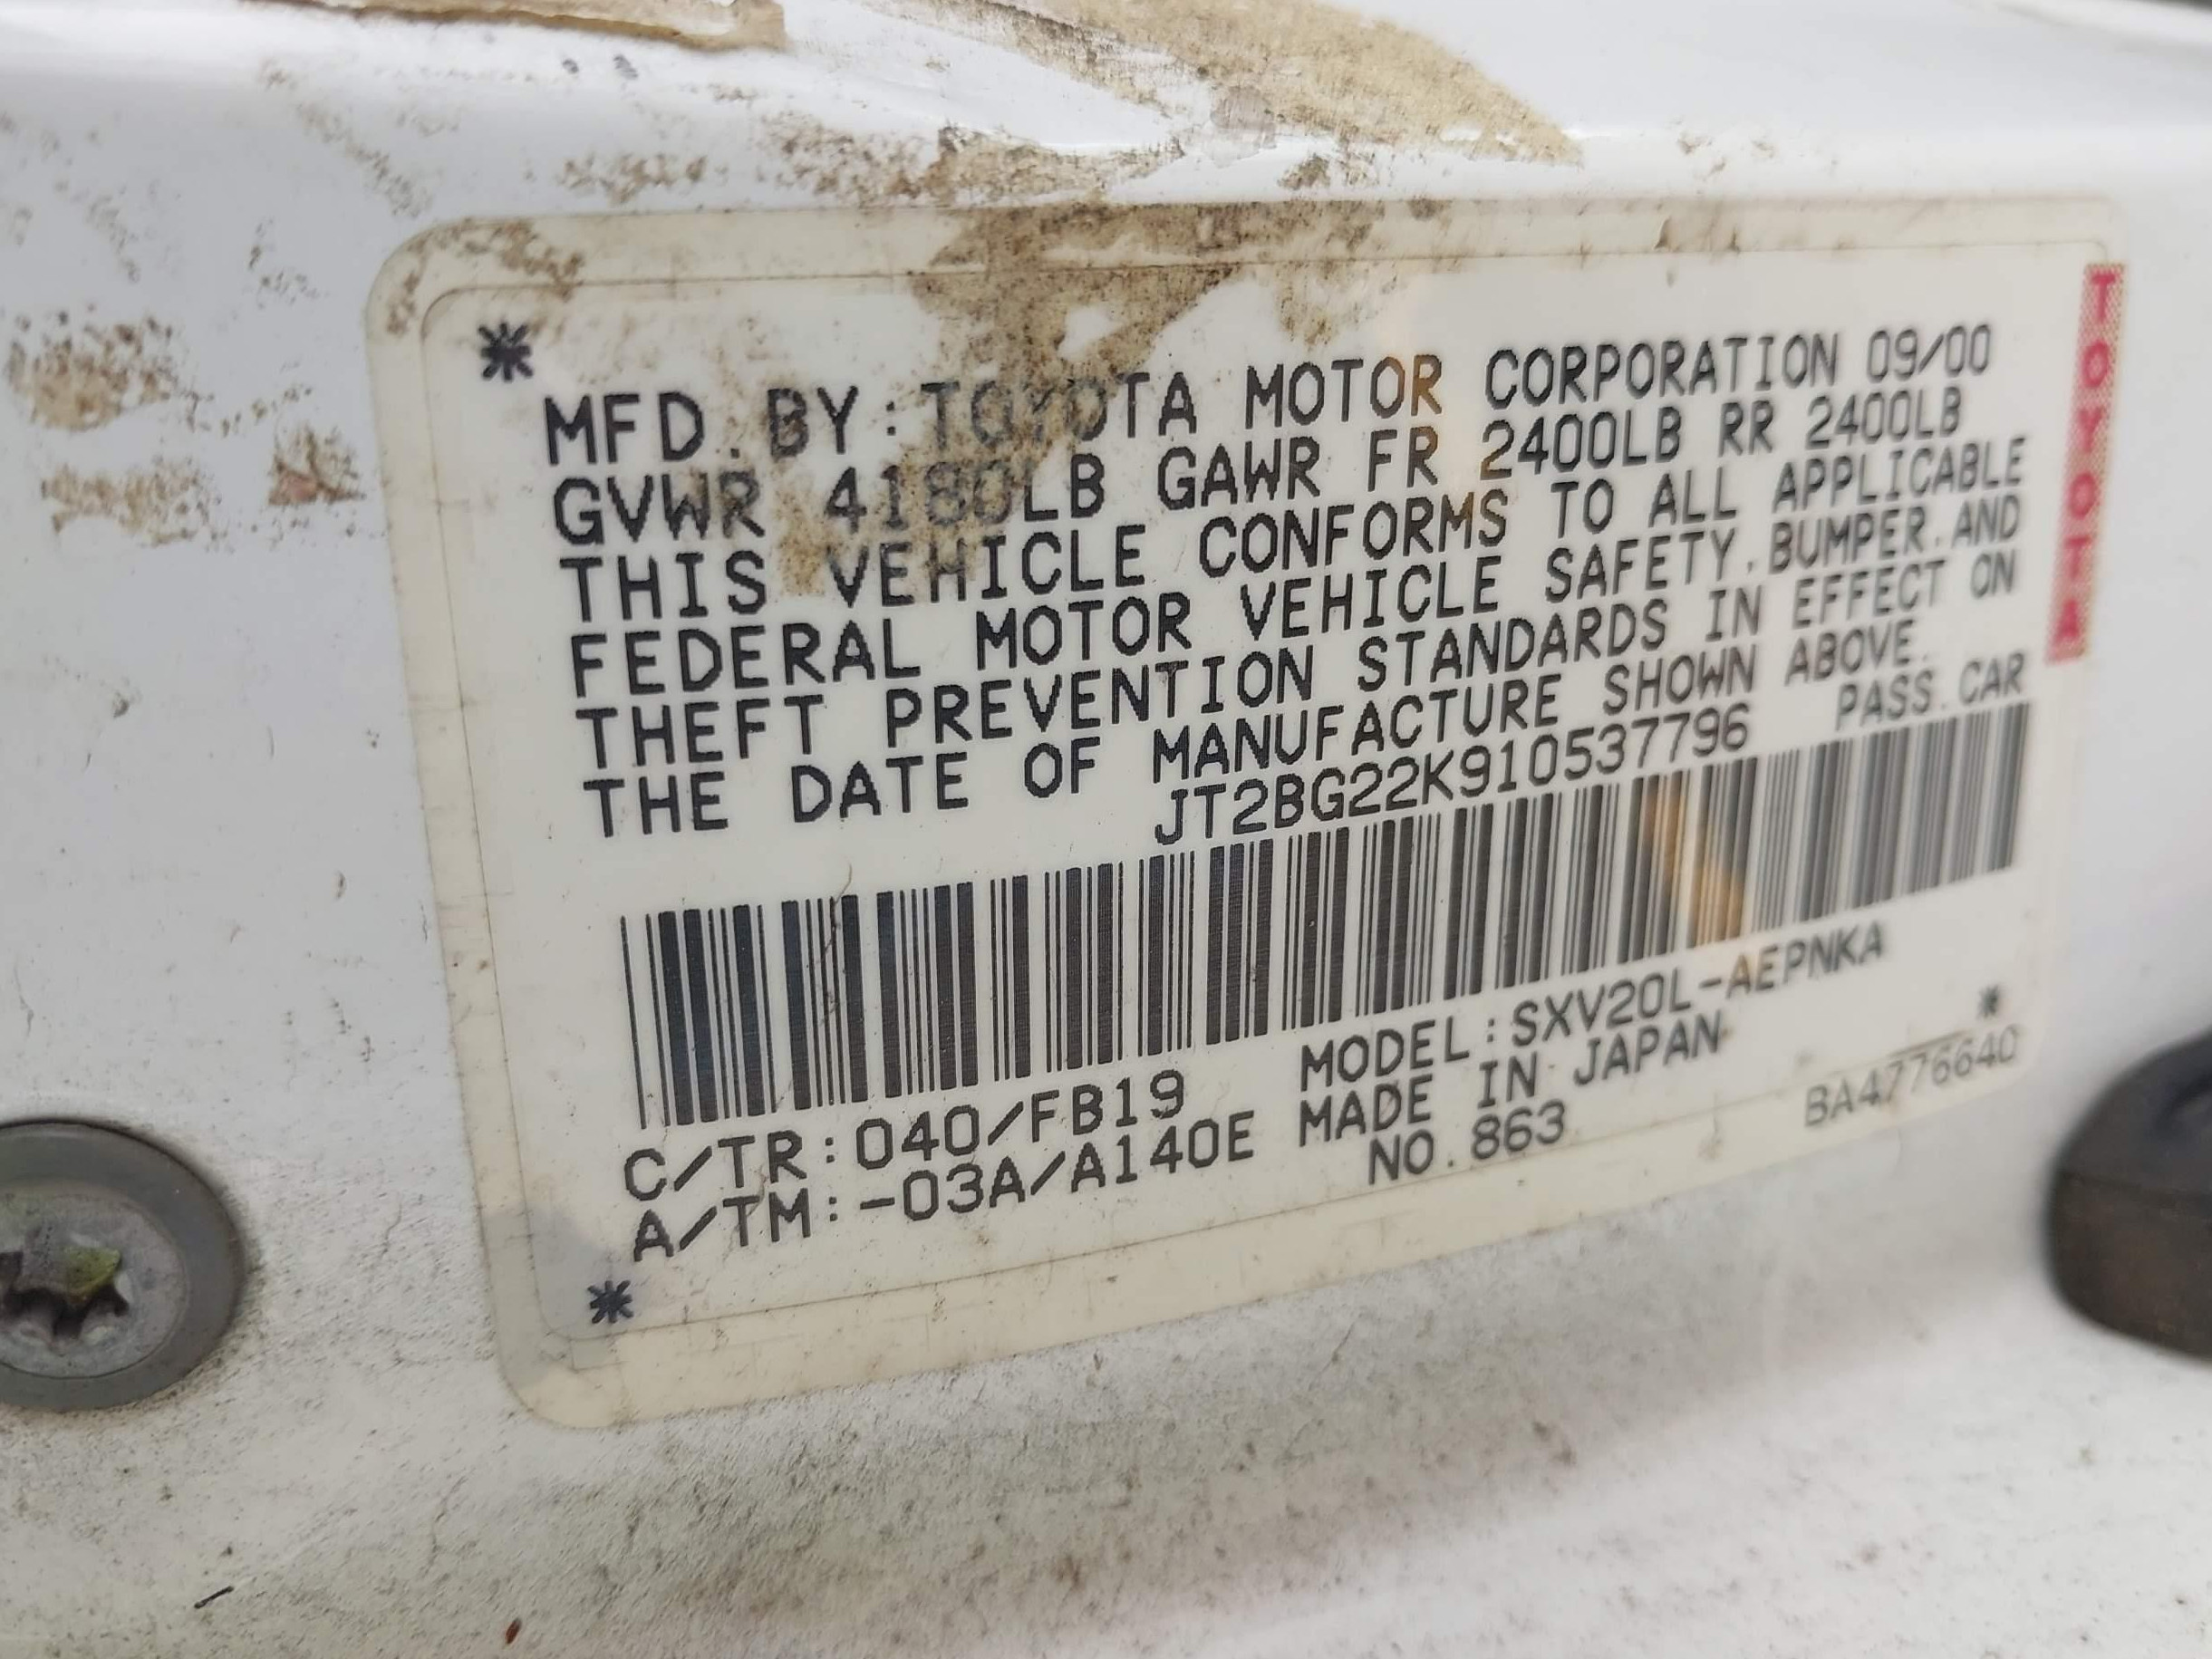 MFD.BY:TOYOTA MOTOR CORPORATION 09/00
GVWR 4180LB GAWR FR 2400LB RR 2400LB
THIS VEHICLE CONFORMS TO ALL APPLICABLE
FEDERAL MOTOR VEHICLE SAFETY.BUMPER.AND
THEFT PREVENTION STANDARDS IN EFFECT ON
THE DATE OF MANUFACTURE SHOWN ABOVE.
JT2BG22K910537796 PASS.CAR
C/TR:040/FB19 MODEL:SXV20L-AEPNKA
A/TM:-03A/A140E MADE IN JAPAN
NO.863
BA4776640
TOYOTA